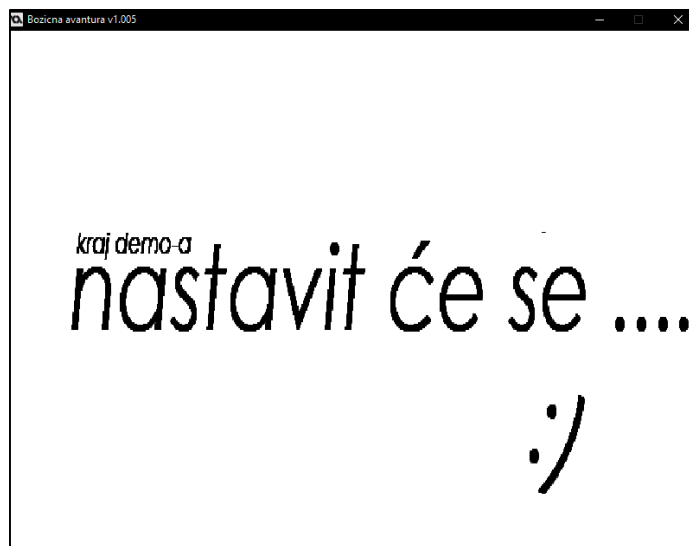 Bozicna avantura v1.005
kraj demo-a
nastavit će se ....
:)